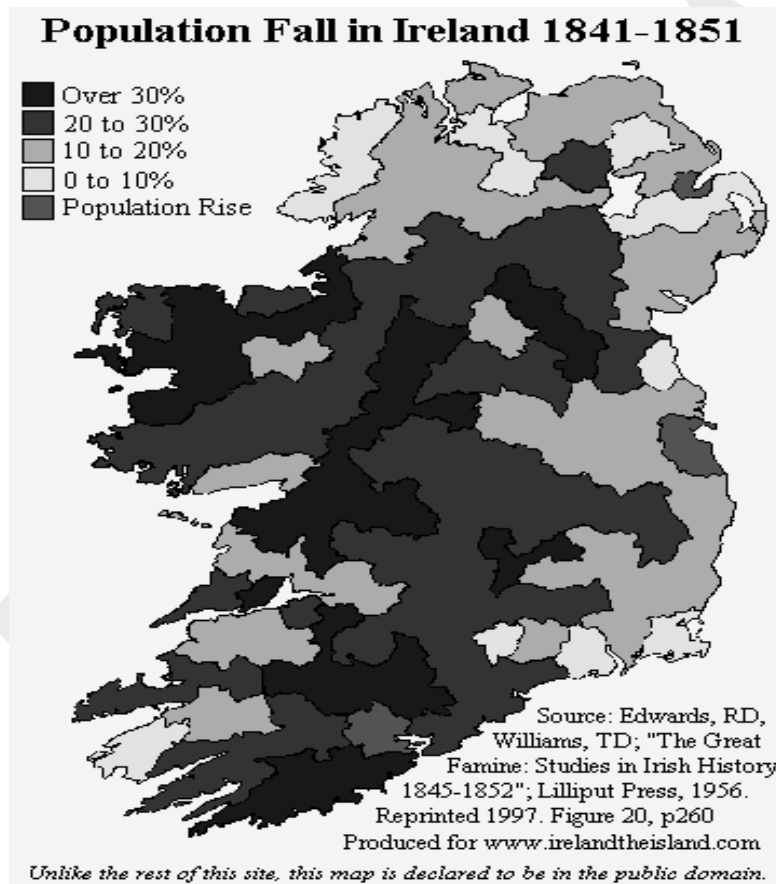 Population Fall in Ireland 1841-1851
Over 30%
20 to 30%
10 to 20%
0 to 10%
Population Rise
Source: Edwards, RD,
Williams, TD; "The Great
Famine: Studies in Irish History
1845-1852"; Lilliput Press, 1956.
Reprinted 1997. Figure 20, p260
Produced for www.irelandtheisland.com
Unlike the rest of this site, this map is declared to be in the public domain.